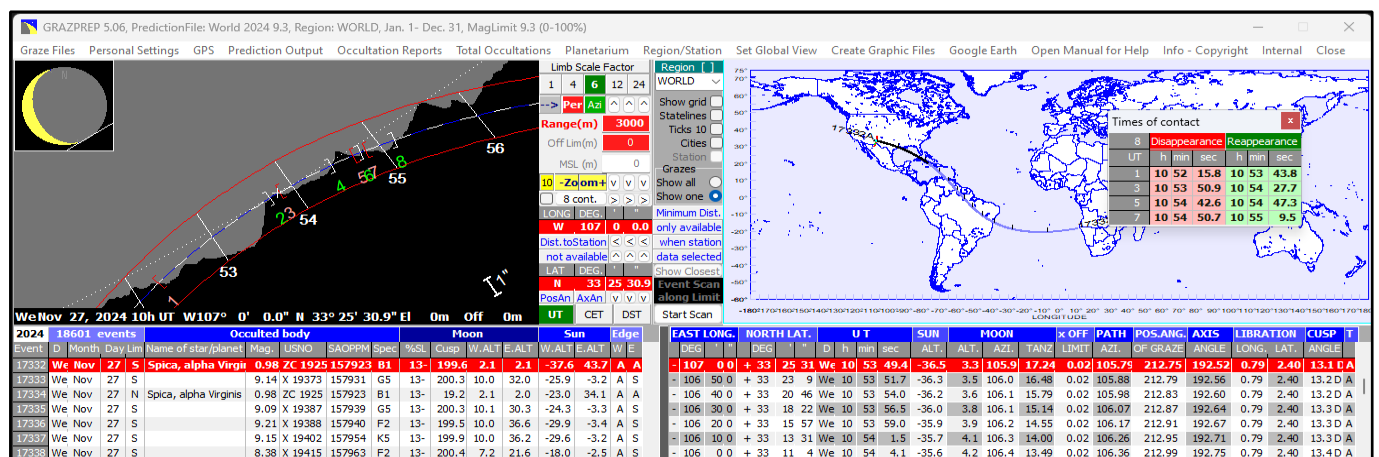 GRAZPREP 5.06, PredictionFile: World 2024 9.3, Region: WORLD, Jan. 1- Dec. 31, MagLimit 9.3 (0-100%)
Graze Files Personal Settings GPS Prediction Output Occultation Reports Total Occultations Planetarium Region/Station Set Global View Create Graphic Files Google Earth Open Manual for Help Info - Copyright Internal Close
N
1 2 3 4 5 6 7 8
53 54 55 56
1"
We Nov 27, 2024 10h UT W107° 0' 0.0" N 33° 25' 30.9" El 0m Off 0m
Limb Scale Factor
1 4 6 12 24
--> Per Azi ^ ^ ^
Range(m) 3000
Off Lim(m) 0
MSL (m) 0
10 -Zoom+ v v v
8 cont. > > >
LONG DEG. ' "
W 107 0 0.0
Dist.toStation < < <
not available ^ ^ ^
LAT DEG. ' "
N 33 25 30.9
PosAn AxAn v v v
UT CET DST
Region [ ]
WORLD
Show grid
Statelines
Ticks 10
Cities
Station
Grazes
Show all
Show one
Minimum Dist.
only available
when station
data selected
Show Closest
Event Scan
along Limit
Start Scan
75°
70°
60°
50°
40°
30°
20°
10°
0°
-10°
-20°
-30°
-40°
-50°
-60°
LONGITUDE
Times of contact x
8 Disappearance Reappearance
UT h min sec h min sec
1 10 52 15.8 10 53 43.8
3 10 53 50.9 10 54 27.7
5 10 54 42.6 10 54 47.3
7 10 54 50.7 10 55 9.5
2024 18601 events Occulted body Moon Sun Edge
Event D Month Day Lim Name of star/planet Mag. USNO SAOPPM Spec %SL Cusp W.ALT E.ALT W.ALT E.ALT W E
17332 We Nov 27 S Spica, alpha Virgin 0.98 ZC 1925 157923 B1 13- 199.6 2.1 2.1 -37.6 43.7 A A
17333 We Nov 27 S 9.14 X 19373 157931 G5 13- 200.3 10.0 32.0 -25.9 -3.2 A S
17334 We Nov 27 N Spica, alpha Virginis 0.98 ZC 1925 157923 B1 13- 19.2 2.1 2.0 -23.0 34.1 A A
17335 We Nov 27 S 9.09 X 19387 157939 G5 13- 200.3 10.1 30.3 -24.3 -3.3 A S
17336 We Nov 27 S 9.21 X 19388 157940 F2 13- 199.5 10.0 36.6 -29.9 -3.4 A S
17337 We Nov 27 S 9.15 X 19402 157954 K5 13- 199.9 10.0 36.2 -29.6 -3.2 A S
17338 We Nov 27 S 8.38 X 19415 157963 F2 13- 200.4 7.2 21.6 -18.0 -2.5 A S
EAST LONG. NORTH LAT. U T SUN MOON x OFF PATH POS.ANG. AXIS LIBRATION CUSP T
DEG ' " DEG ' " D h min sec ALT. ALT. AZI. TANZ LIMIT AZI. OF GRAZE ANGLE LONG. LAT. ANGLE
- 107 0 0 + 33 25 31 We 10 53 49.4 -36.5 3.3 105.9 17.24 0.02 105.79 212.75 192.52 0.79 2.40 13.1 D A
- 106 50 0 + 33 23 9 We 10 53 51.7 -36.3 3.5 106.0 16.48 0.02 105.88 212.79 192.56 0.79 2.40 13.2 D A
- 106 40 0 + 33 20 46 We 10 53 54.0 -36.2 3.6 106.1 15.79 0.02 105.98 212.83 192.60 0.79 2.40 13.2 D A
- 106 30 0 + 33 18 22 We 10 53 56.5 -36.0 3.8 106.1 15.14 0.02 106.07 212.87 192.64 0.79 2.40 13.3 D A
- 106 20 0 + 33 15 57 We 10 53 59.0 -35.9 3.9 106.2 14.55 0.02 106.17 212.91 192.67 0.79 2.40 13.3 D A
- 106 10 0 + 33 13 31 We 10 54 1.5 -35.7 4.1 106.3 14.00 0.02 106.26 212.95 192.71 0.79 2.40 13.3 D A
- 106 0 0 + 33 11 4 We 10 54 4.1 -35.6 4.2 106.4 13.49 0.02 106.36 212.99 192.75 0.79 2.40 13.4 D A